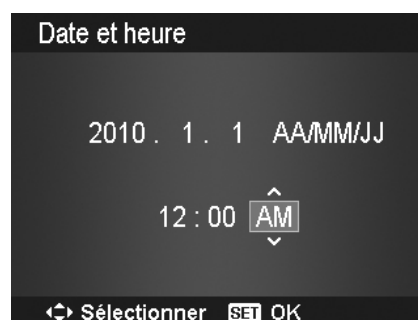 Date et heure
2010 . 1 . 1 AA/MM/JJ
12 : 00 AM
Sélectionner SET OK